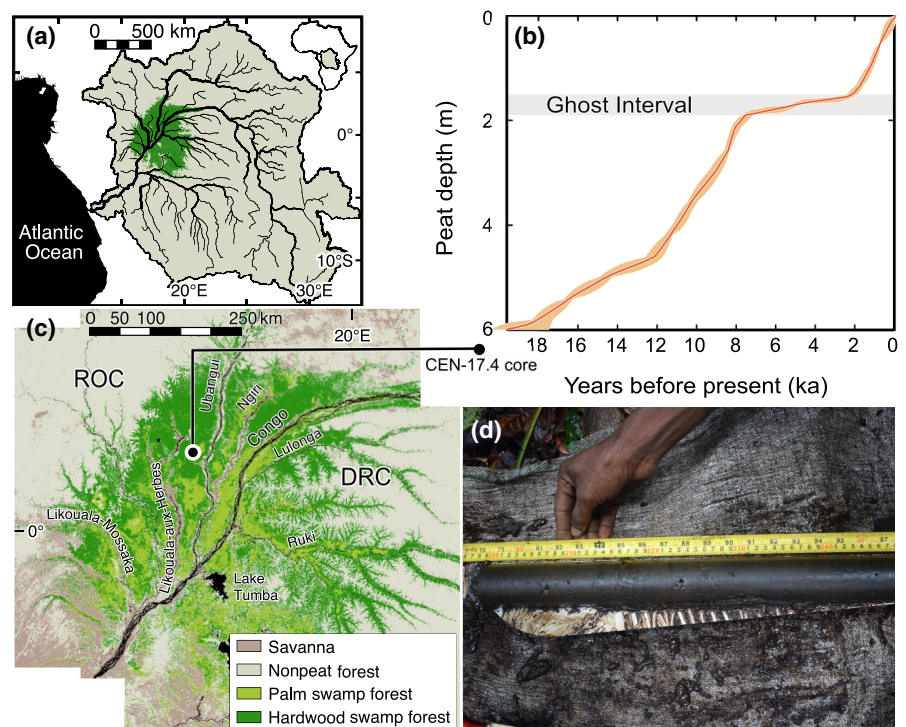 (a)
0 500 km
0°
Atlantic
Ocean
10°S
20°E
30°E
(b)
0
2
4
6
Peat depth (m)
Ghost Interval
18 16 14 12 10 8 6 4 2 0
Years before present (ka)
CEN-17.4 core
(c)
0 50 100 250 km
20°E
ROC
Ubangui
Ngiri
Congo
Lulonga
DRC
Likouala-aux-Herbes
Likouala-Mossaka
0°
Ruki
Lake
Tumba
Savanna
Nonpeat forest
Palm swamp forest
Hardwood swamp forest
(d)